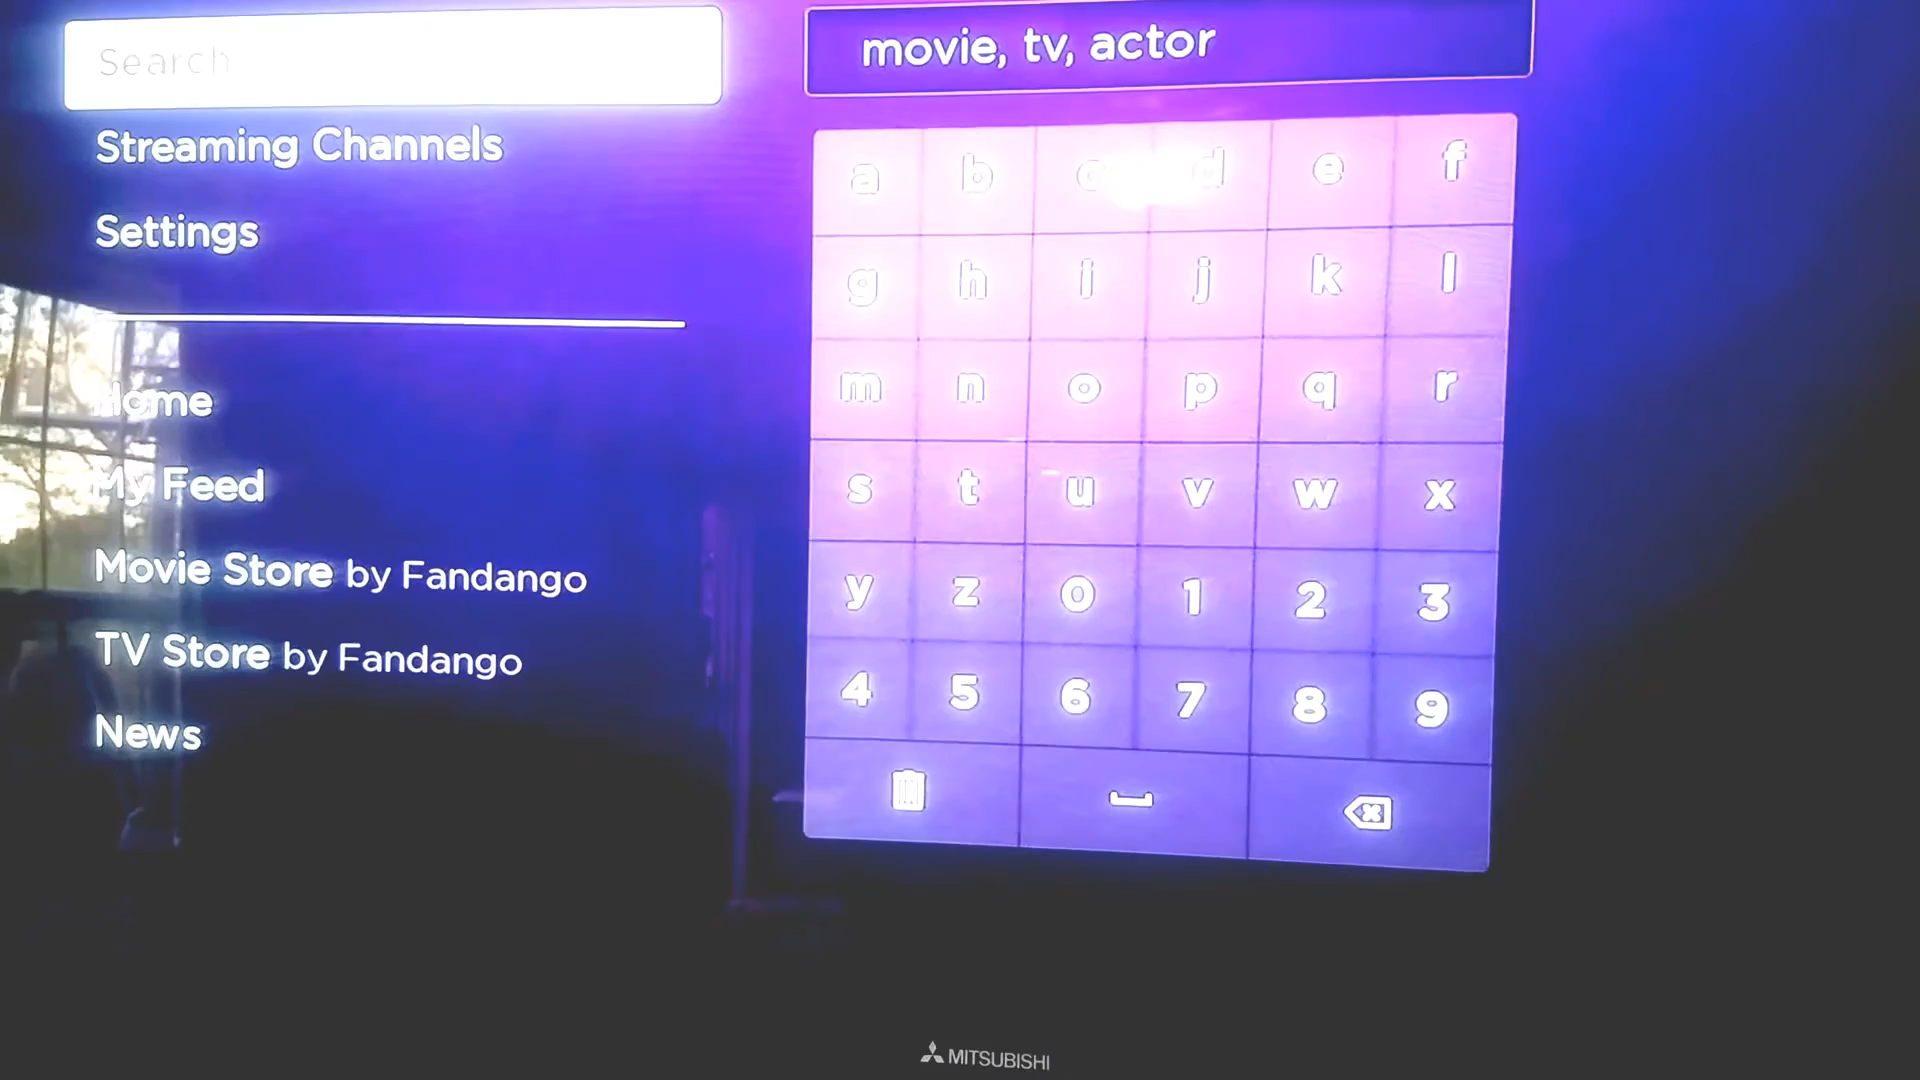 Search
Streaming Channels
Settings
Home
My Feed
Movie Store by Fandango
TV Store by Fandango
News
movie, tv, actor
a b c d e f
g h i j k l
m n o p q r
s t u v w x
y z 0 1 2 3
4 5 6 7 8 9
MITSUBISHI